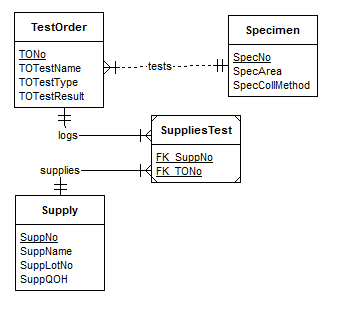 TestOrder
TONo
TOTestName
TOTestType
TOTestResult
tests
Specimen
SpecNo
SpecArea
SpecCollMethod
logs
SuppliesTest
FK_SuppNo
FK_TONo
supplies
Supply
SuppNo
SuppName
SuppLotNo
SuppQOH